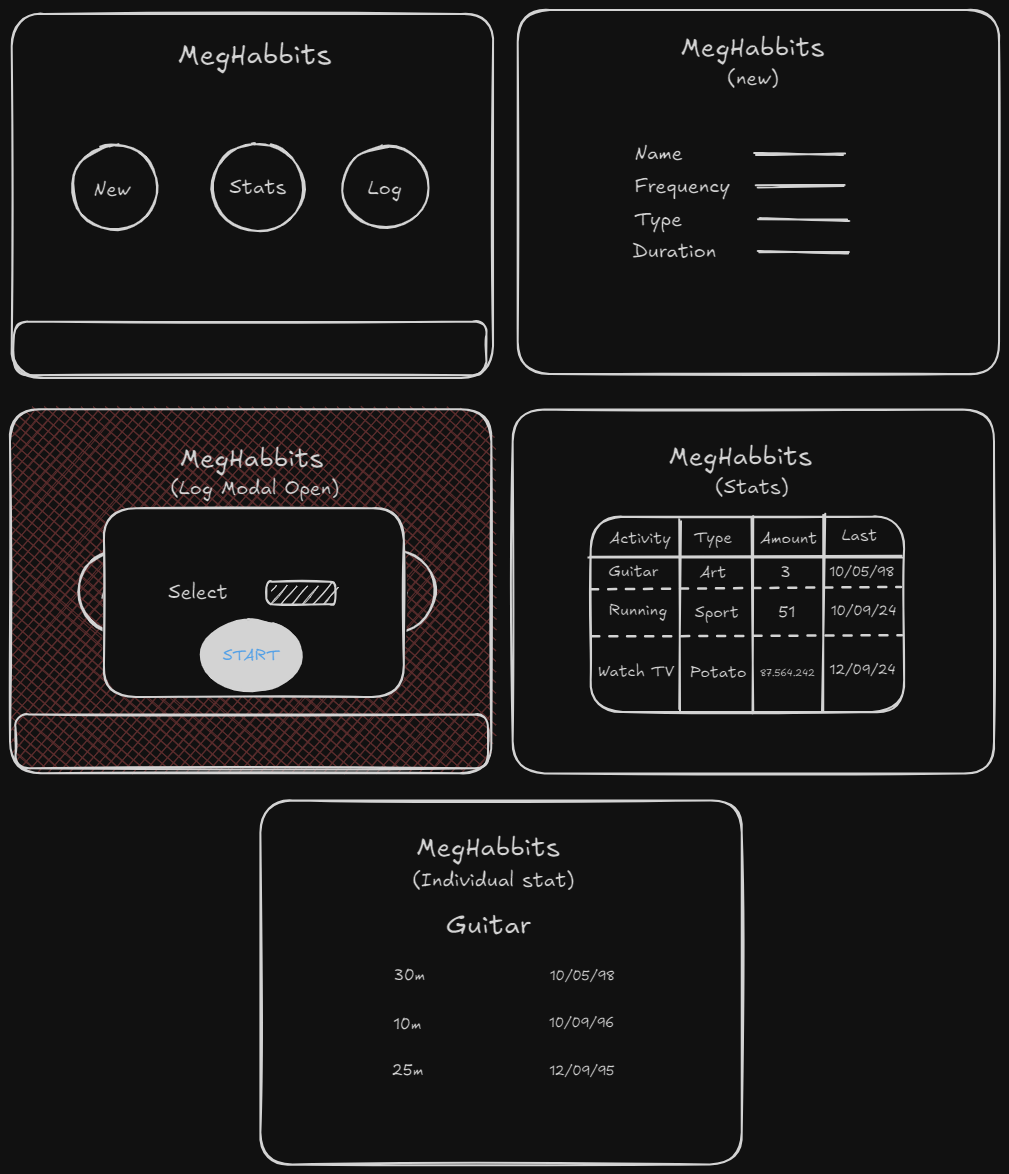 MegHabbits
New
Stats
Log
MegHabbits
(new)
Name
Frequency
Type
Duration
MegHabbits
(Log Modal Open)
Select
START
MegHabbits
(Stats)
Activity Type Amount Last
Guitar Art 3 10/05/98
Running Sport 51 10/09/24
Watch TV Potato 87.564.242 12/09/24
MegHabbits
(Individual stat)
Guitar
30m 10/05/98
10m 10/09/96
25m 12/09/95